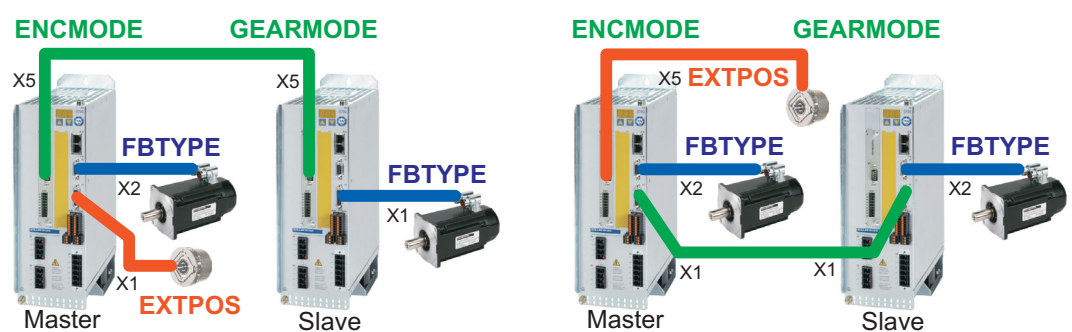 ENCMODE GEARMODE
X5 X5
FBTYPE
X2
FBTYPE
X1
X1
EXTPOS
Master Slave
ENCMODE GEARMODE
X5 EXTPOS
FBTYPE FBTYPE
X2 X2
X1 X1
Master Slave